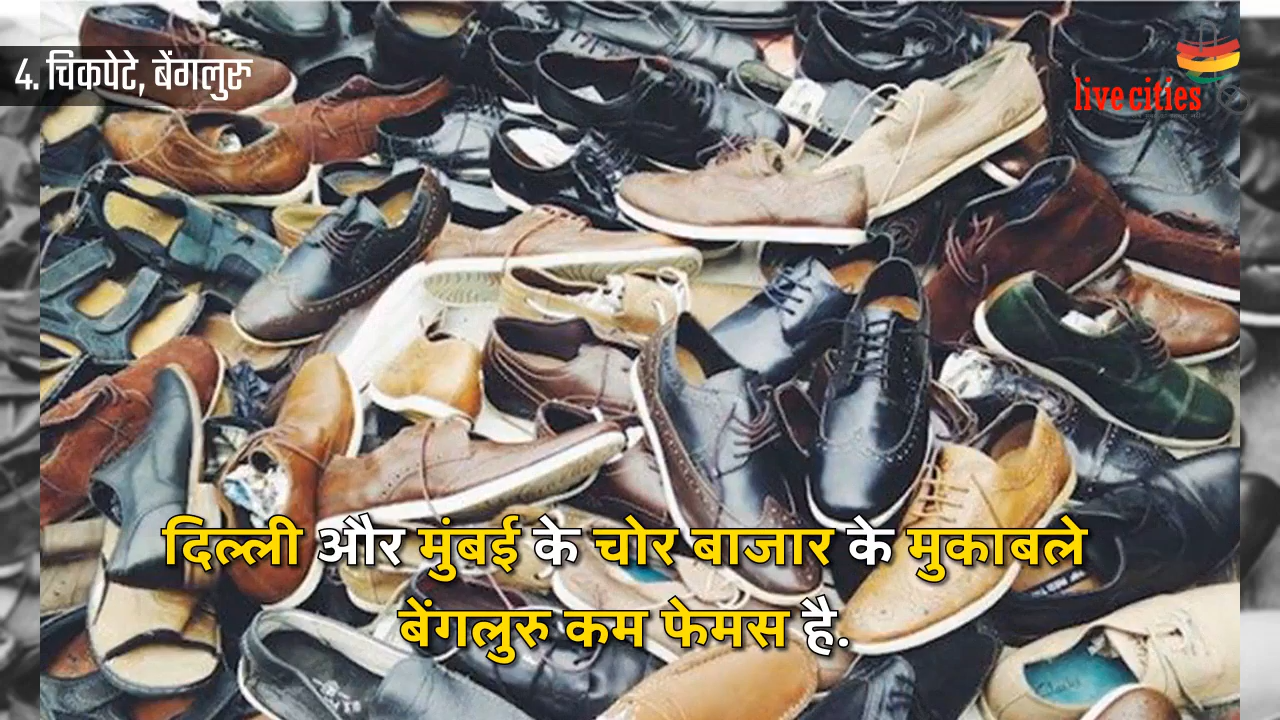 4. चिकपेटे, बेंगलुरु
live cities
दिल्ली और मुंबई के चोर बाजार के मुकाबले
बेंगलुरु कम फेमस है.